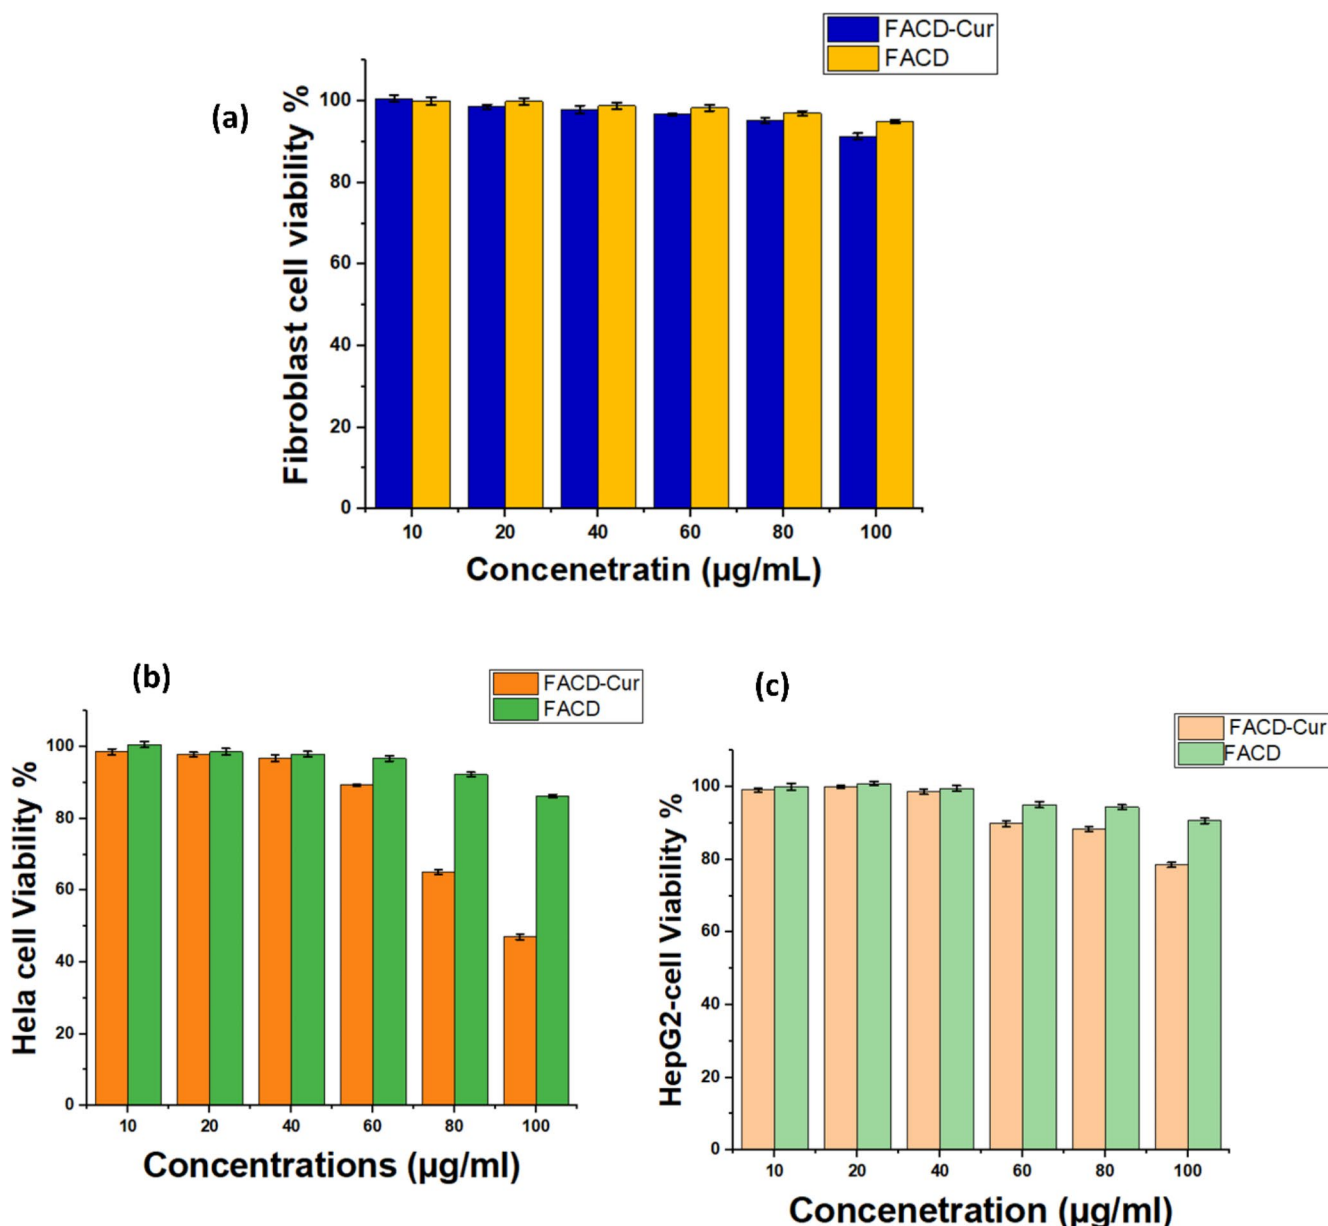 FACD-Cur
FACD
(a)
Fibroblast cell viability %
100
80
60
40
20
0
10 20 40 60 80 100
Concenetratin (µg/mL)
(b)
FACD-Cur
FACD
Hela cell Viability %
100
80
60
40
20
0
10 20 40 60 80 100
Concentrations (µg/ml)
(c)
FACD-Cur
FACD
HepG2-cell Viability %
100
80
60
40
20
0
10 20 40 60 80 100
Concenetration (µg/ml)